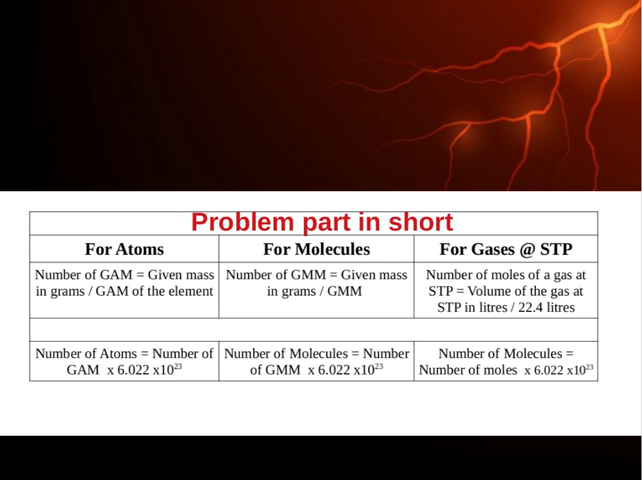 Problem part in short
For Atoms
For Molecules
For Gases @ STP
Number of GAM = Given mass
in grams / GAM of the element
Number of GMM = Given mass
in grams / GMM
Number of moles of a gas at
STP = Volume of the gas at
STP in litres / 22.4 litres
Number of Atoms = Number of
GAM x 6.022 x10²³
Number of Molecules = Number
of GMM x 6.022 x10²³
Number of Molecules =
Number of moles x 6.022 x10²³